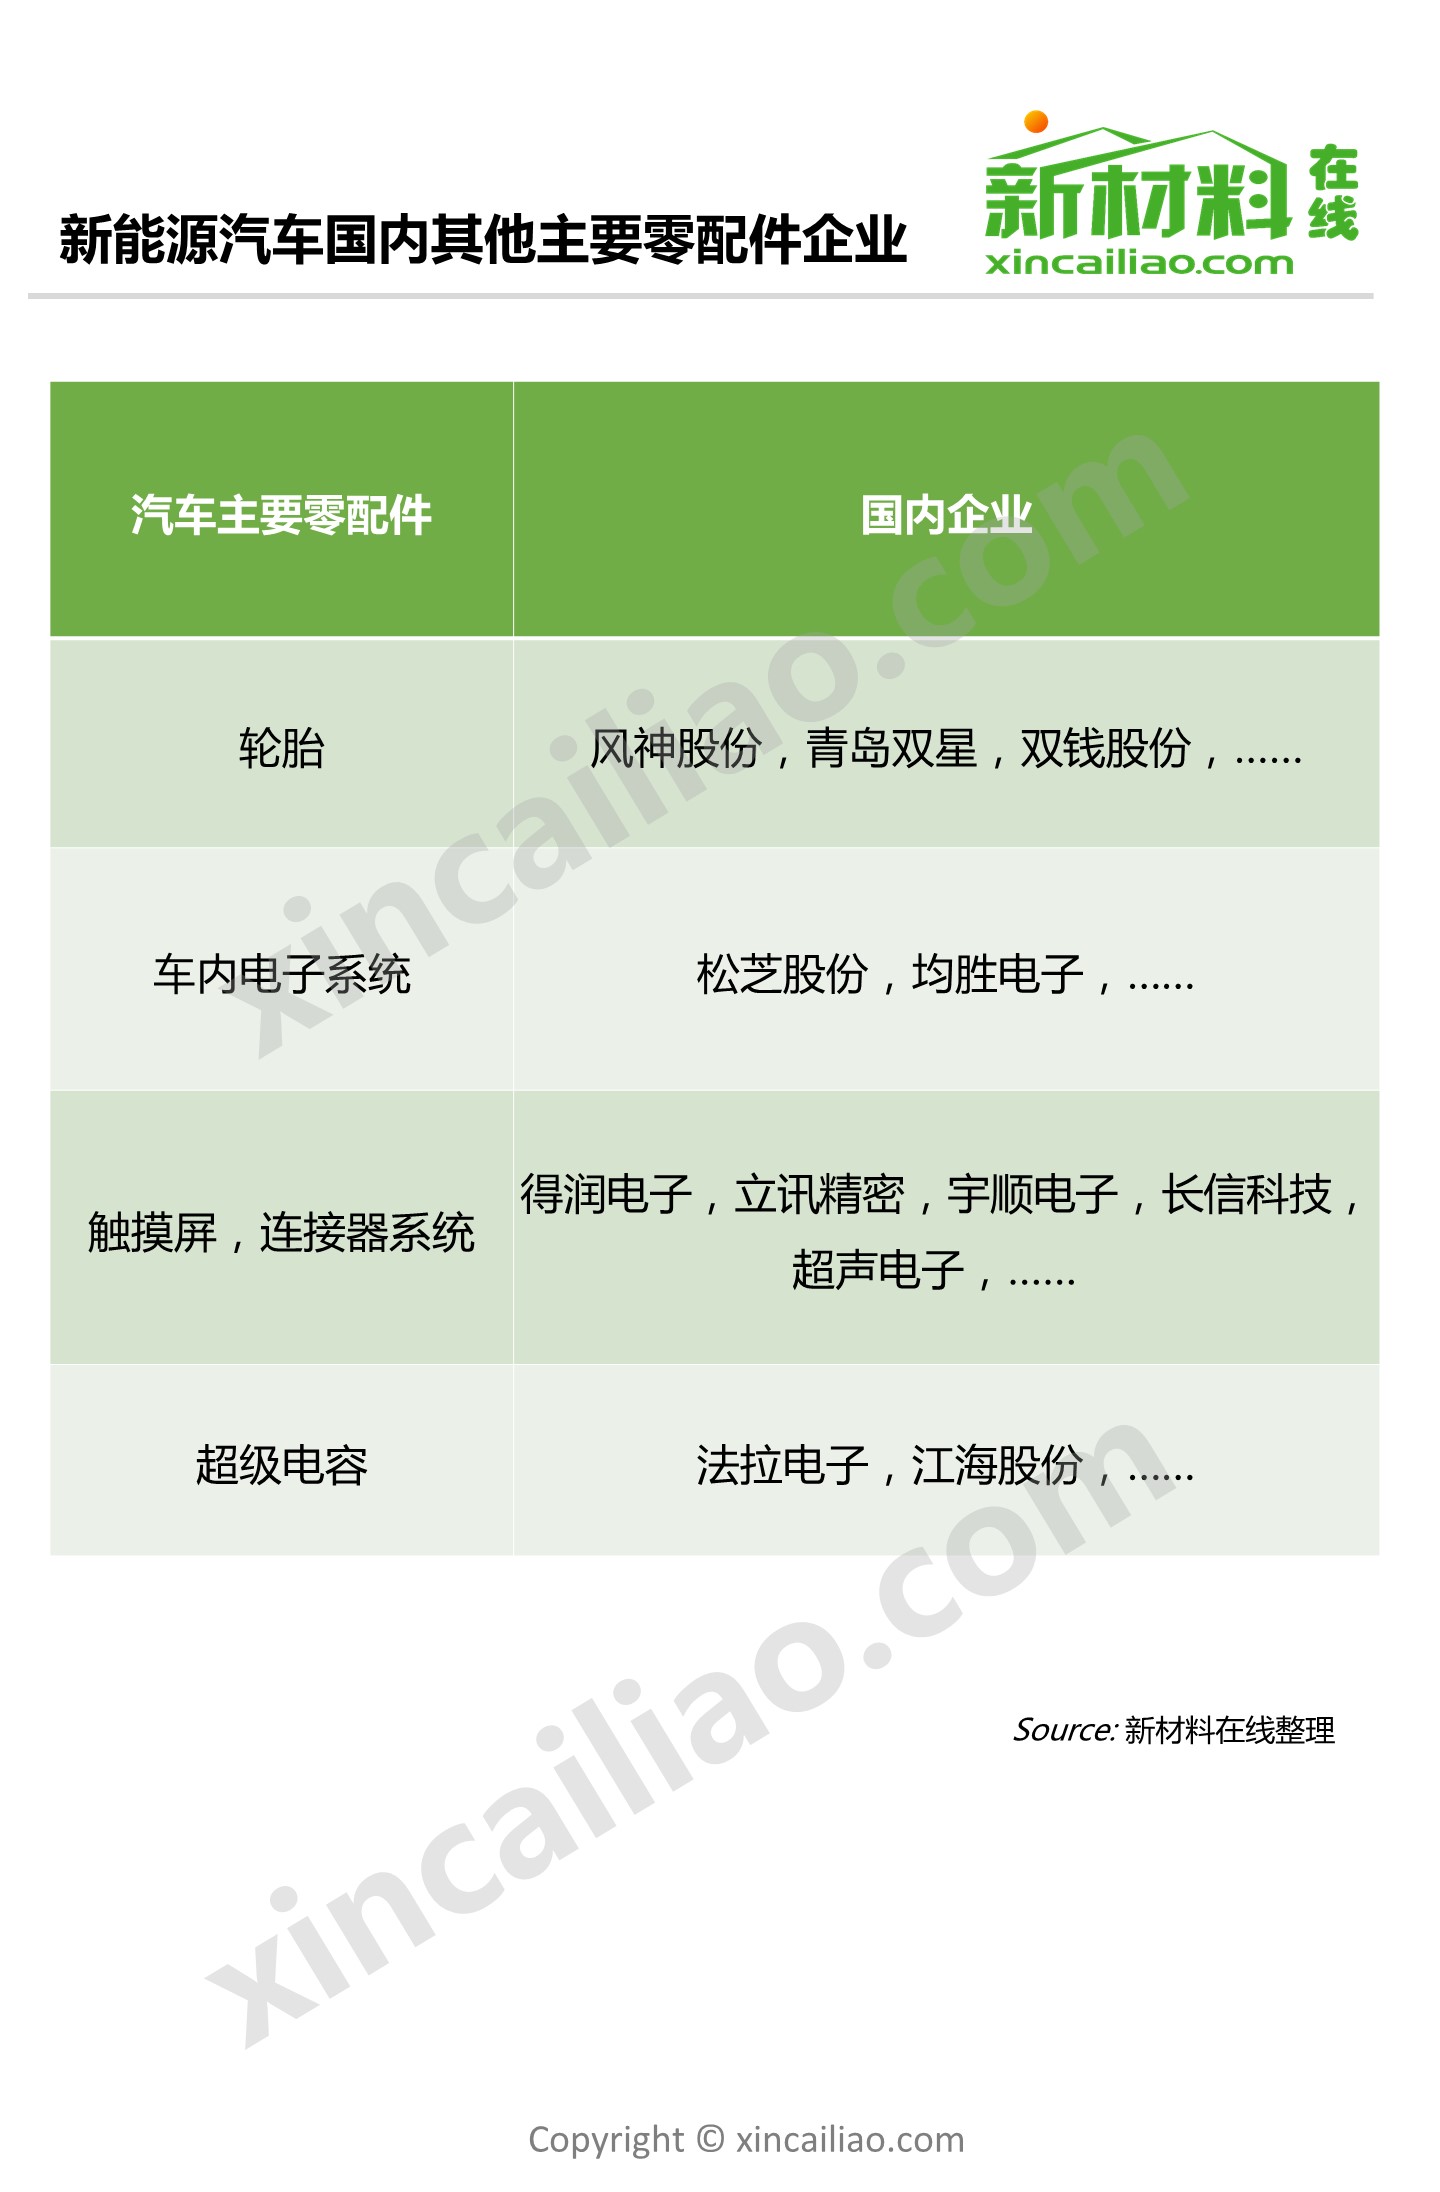 新材料在线
xincailiao.com
新能源汽车国内其他主要零配件企业
汽车主要零配件
国内企业
轮胎
风神股份，青岛双星，双钱股份，……
车内电子系统
松芝股份，均胜电子，……
触摸屏，连接器系统
得润电子，立讯精密，宇顺电子，长信科技，
超声电子，……
超级电容
法拉电子，江海股份，……
xincailiao.com
xincailiao.com
Source: 新材料在线整理
Copyright © xincailiao.com